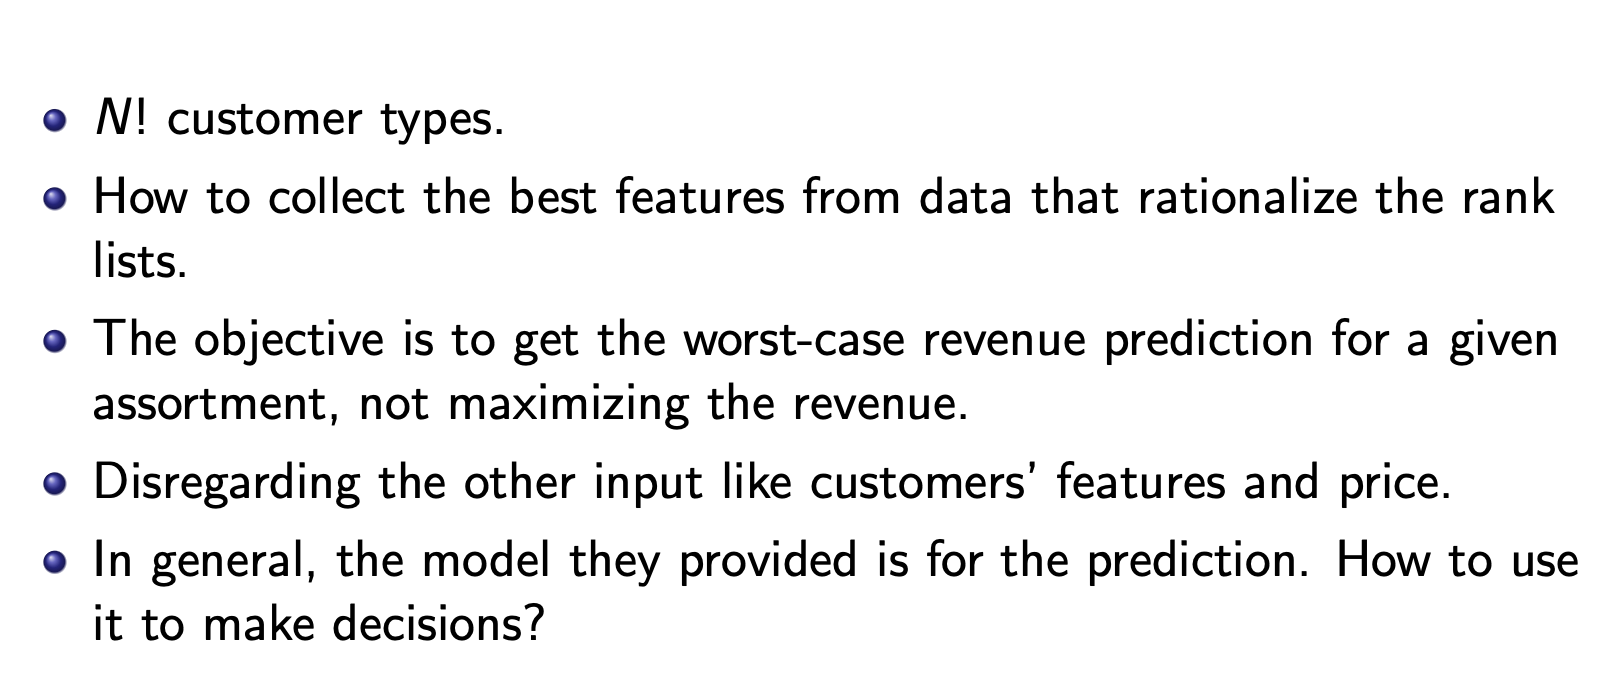 N! customer types.
How to collect the best features from data that rationalize the rank
lists.
The objective is to get the worst-case revenue prediction for a given
assortment, not maximizing the revenue.
Disregarding the other input like customers' features and price.
In general, the model they provided is for the prediction. How to use
it to make decisions?